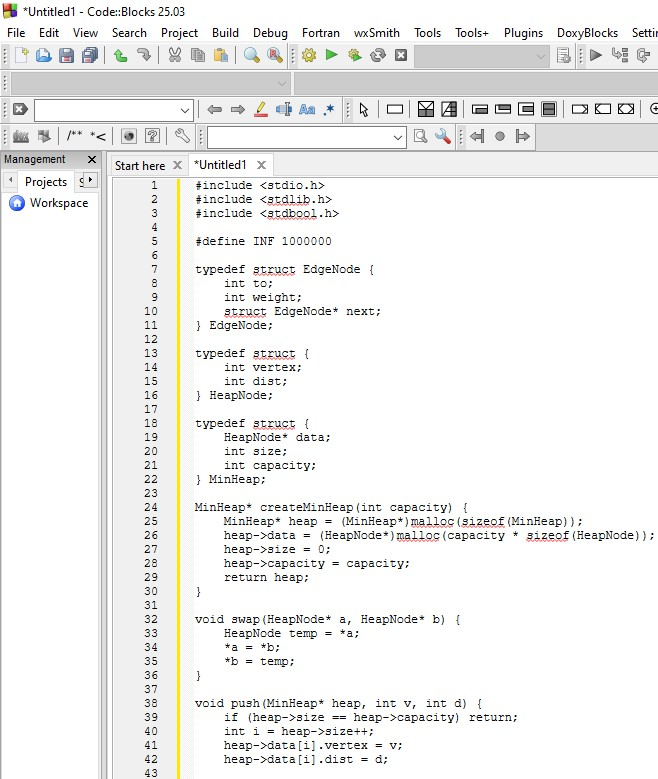 *Untitled1 - Code::Blocks 25.03
File Edit View Search Project Build Debug Fortran wxSmith Tools Tools+ Plugins DoxyBlocks
Aa .*
/** *<
Management X
Start here X *Untitled1 X
Projects
Workspace
1 #include <stdio.h>
2 #include <stdlib.h>
3 #include <stdbool.h>
4
5 #define INF 1000000
6
7 typedef struct EdgeNode {
8     int to;
9     int weight;
10     struct EdgeNode* next;
11 } EdgeNode;
12
13 typedef struct {
14     int vertex;
15     int dist;
16 } HeapNode;
17
18 typedef struct {
19     HeapNode* data;
20     int size;
21     int capacity;
22 } MinHeap;
23
24 MinHeap* createMinHeap(int capacity) {
25     MinHeap* heap = (MinHeap*)malloc(sizeof(MinHeap));
26     heap->data = (HeapNode*)malloc(capacity * sizeof(HeapNode));
27     heap->size = 0;
28     heap->capacity = capacity;
29     return heap;
30 }
31
32 void swap(HeapNode* a, HeapNode* b) {
33     HeapNode temp = *a;
34     *a = *b;
35     *b = temp;
36 }
37
38 void push(MinHeap* heap, int v, int d) {
39     if (heap->size == heap->capacity) return;
40     int i = heap->size++;
41     heap->data[i].vertex = v;
42     heap->data[i].dist = d;
43